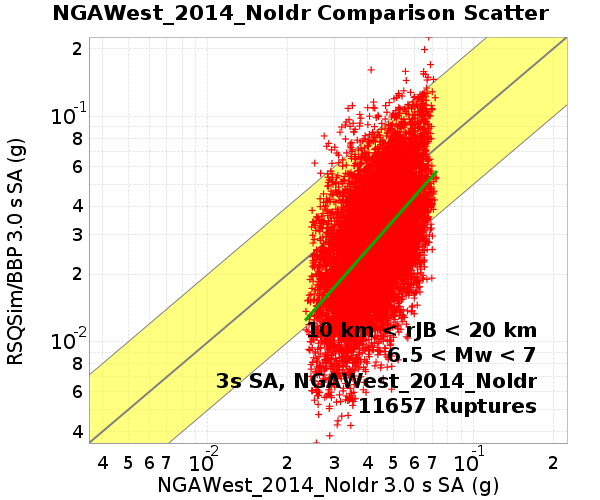 NGAWest_2014_NoIdr Comparison Scatter
RSQSim/BBP 3.0 s SA (g)
2
10-1
8
6
4
3
2
10-2
8
6
4
10 km < rJB < 20 km
6.5 < Mw < 7
3s SA, NGAWest_2014_NoIdr
11657 Ruptures
4 5 6 7 10-2 2 3 4 5 6 7 10-1 2
NGAWest_2014_NoIdr 3.0 s SA (g)